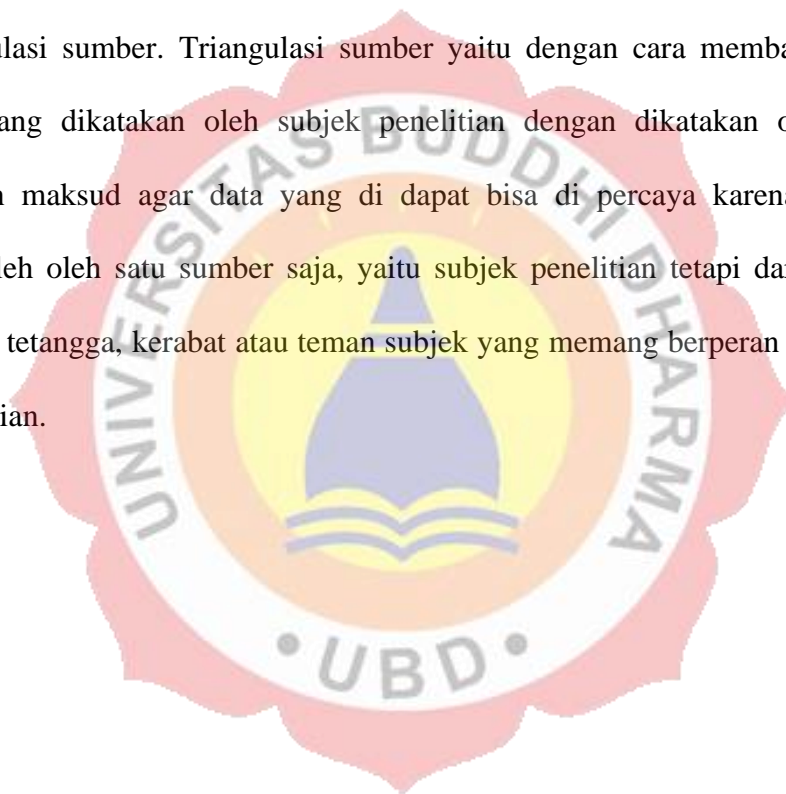 ulasi sumber. Triangulasi sumber yaitu dengan cara memba
ang dikatakan oleh subjek penelitian dengan dikatakan o
n maksud agar data yang di dapat bisa di percaya karena
leh oleh satu sumber saja, yaitu subjek penelitian tetapi dar
tetangga, kerabat atau teman subjek yang memang berperan
ian.
UNIVERSITAS BUDDHI DHARMA
• UBD •